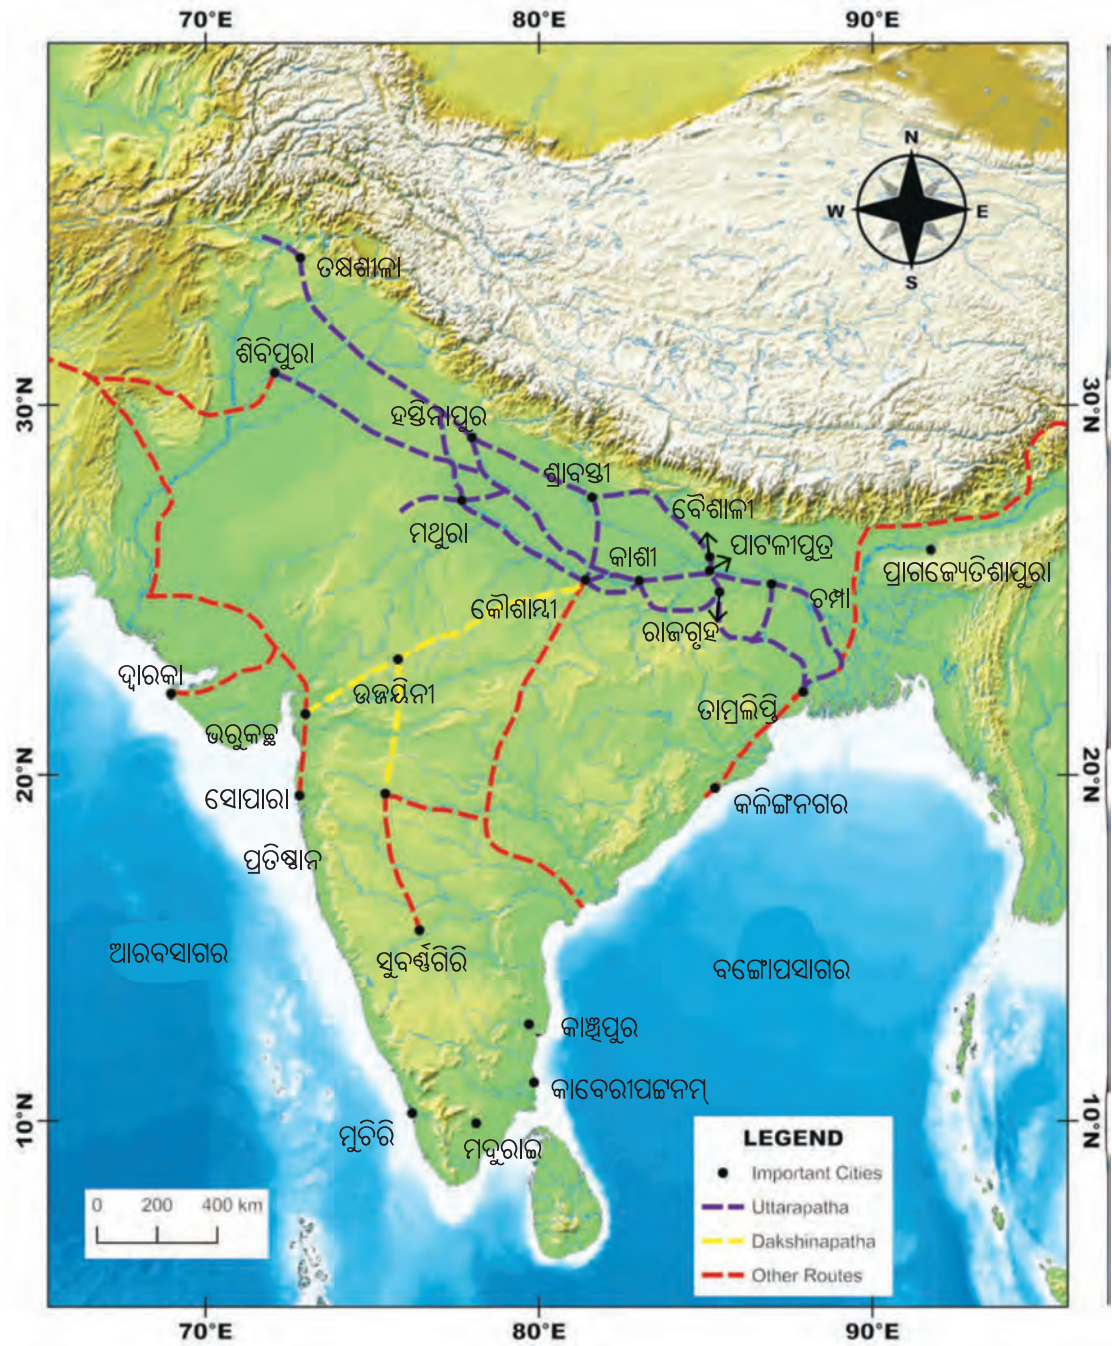 70°E 80°E 90°E
N
W E
S
ତକ୍ଷଶୀଳା
ଶିବିପୁରା
30°N 30°N
ହସ୍ତିନାପୁର
ଶ୍ରାବସ୍ତୀ
ବୈଶାଳୀ
ମଥୁରା
ପାଟଳୀପୁତ୍ର
କାଶୀ
ପ୍ରାଗଜ୍ୟେତିଶାପୁରା
କୌଶାମ୍ବୀ
ଚମ୍ପା
ରାଜଗୃହ
ଦ୍ୱାରକା
ଉଜୟିନୀ
ତାମ୍ରଲିପ୍ତି
ଭରୁକଚ୍ଛ
20°N 20°N
ସୋପାରା
କଳିଙ୍ଗନଗର
ପ୍ରତିଷ୍ଠାନ
ଆରବସାଗର
ସୁବର୍ଣ୍ଣଗିରି
ବଙ୍ଗୋପସାଗର
କାଞ୍ଚିପୁର
କାବେରୀପଟ୍ଟନମ୍
10°N 10°N
ମୁଚିରି
ମଦୁରାଇ
LEGEND
Important Cities
Uttarapatha
Dakshinapatha
Other Routes
0 200 400 km
70°E 80°E 90°E